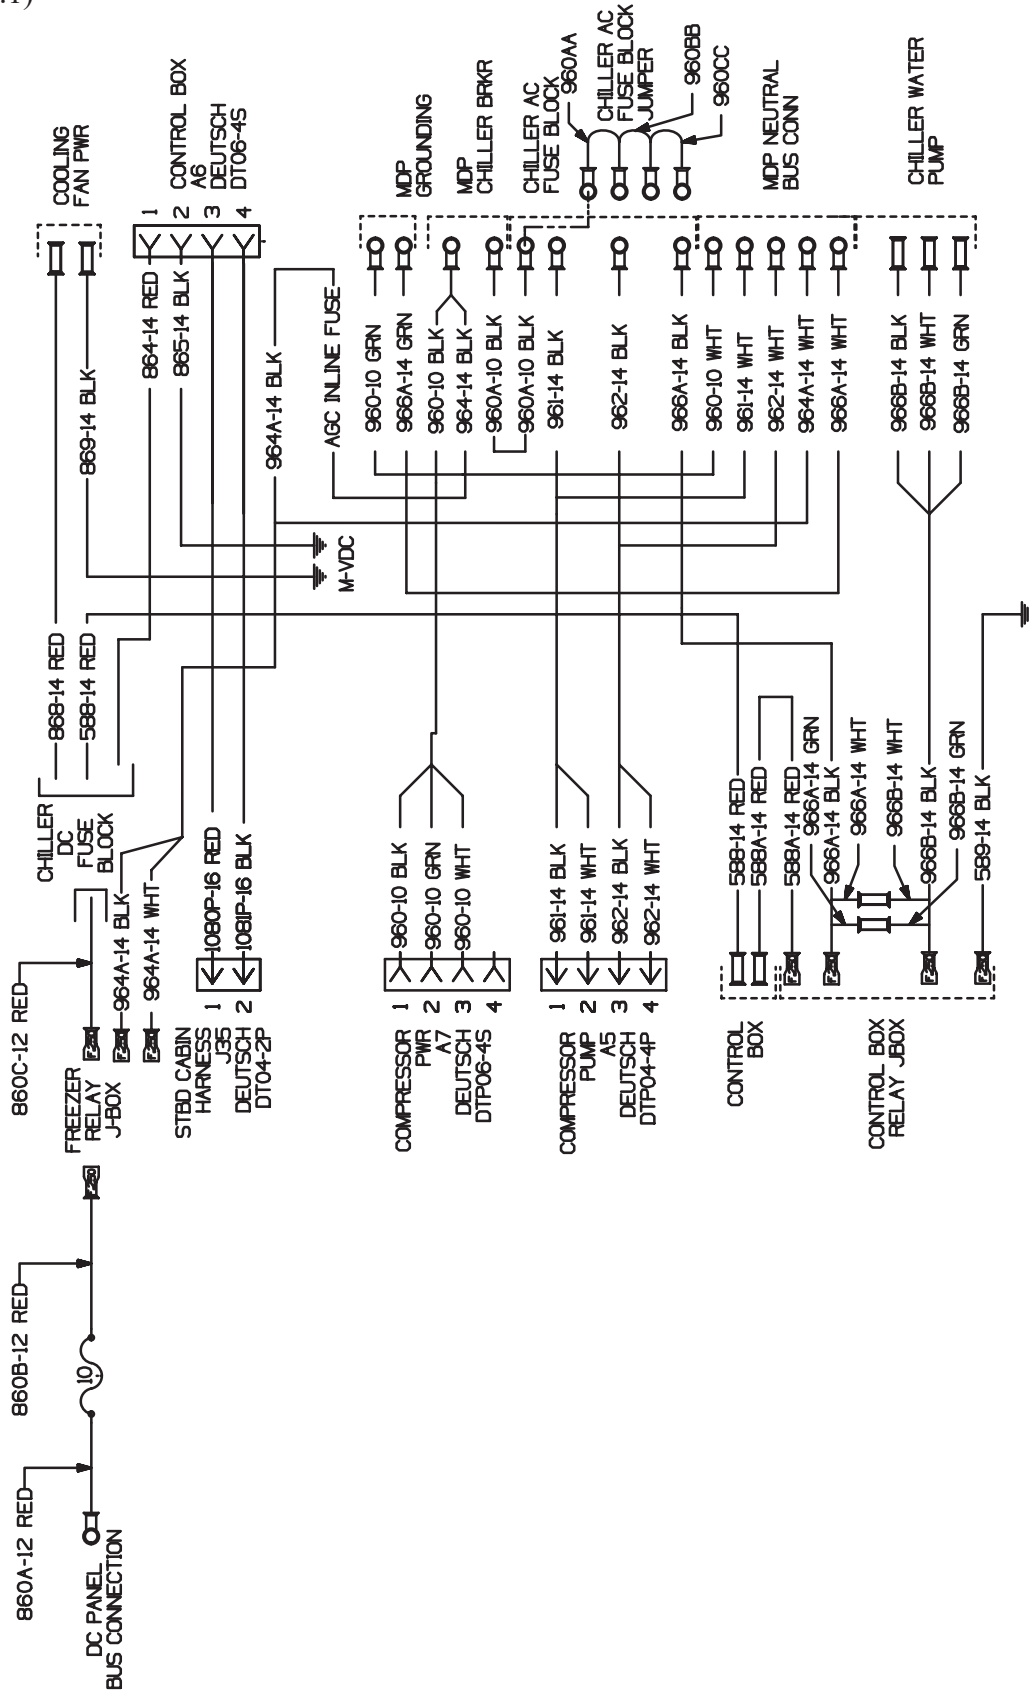 COOLING
FAN PWR
CONTROL BOX
A6
DEUTSCH
DT06-4S
1
2
3
4
MDP
GROUNDING
MDP
CHILLER BRKR
CHILLER AC
FUSE BLOCK
960AA
CHILLER AC
FUSE BLOCK
JUMPER
960BB
960CC
MDP NEUTRAL
BUS CONN
CHILLER WATER
PUMP
869-14 BLK
864-14 RED
865-14 BLK
964A-14 BLK
AGC INLINE FUSE
960-10 GRN
966A-14 GRN
960-10 BLK
964-14 BLK
960A-10 BLK
960A-10 BLK
961-14 BLK
962-14 BLK
966A-14 BLK
960-10 WHT
961-14 WHT
962-14 WHT
964A-14 WHT
966A-14 WHT
966B-14 BLK
966B-14 WHT
966B-14 GRN
M-VDC
868-14 RED
588-14 RED
CHILLER
DC
FUSE
BLOCK
964A-14 BLK
964A-14 WHT
1080P-16 RED
1081P-16 BLK
960-10 BLK
960-10 GRN
960-10 WHT
961-14 BLK
961-14 WHT
962-14 BLK
962-14 WHT
588-14 RED
588A-14 RED
588A-14 RED
966A-14 GRN
966A-14 BLK
966A-14 WHT
966B-14 WHT
966B-14 BLK
966B-14 GRN
589-14 BLK
860C-12 RED
FREEZER
RELAY
J-BOX
STBD CABIN
HARNESS
J35
DEUTSCH
DT04-2P
1
2
COMPRESSOR
PWR
A7
DEUTSCH
DTP06-4S
1
2
3
4
COMPRESSOR
PUMP
A5
DEUTSCH
DTP04-4P
1
2
3
4
CONTROL
BOX
CONTROL BOX
RELAY JBOX
F250
F250
F250
F250
F250
F250
F250
F250
860B-12 RED
10
860A-12 RED
DC PANEL
BUS CONNECTION